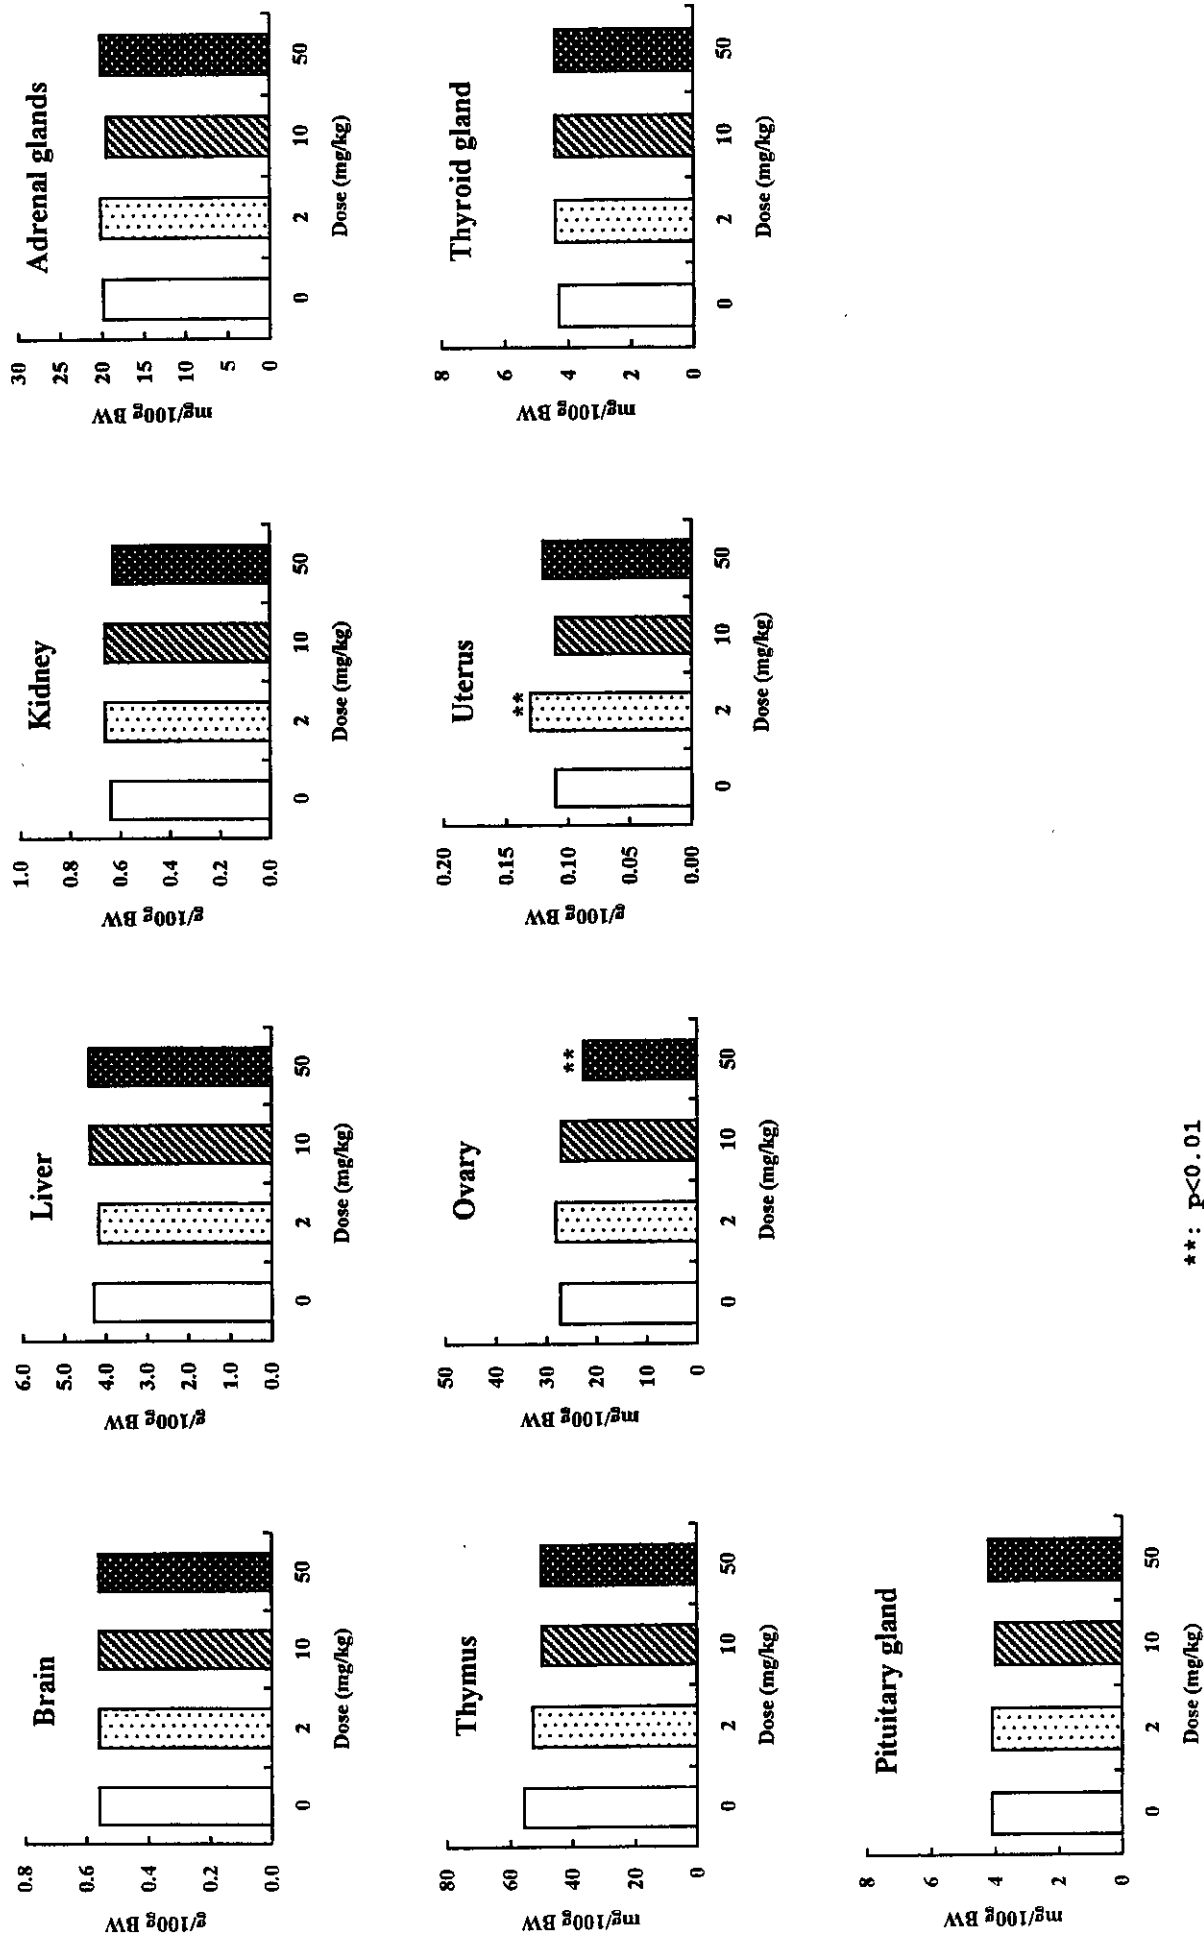 Brain
0.8
0.6
0.4
0.2
0.0
g/100g BW
0 2 10 50
Dose (mg/kg)
Liver
6.0
5.0
4.0
3.0
2.0
1.0
0.0
g/100g BW
0 2 10 50
Dose (mg/kg)
Kidney
1.0
0.8
0.6
0.4
0.2
0.0
g/100g BW
0 2 10 50
Dose (mg/kg)
Adrenal glands
30
25
20
15
10
5
0
mg/100g BW
0 2 10 50
Dose (mg/kg)
Thymus
80
60
40
20
0
mg/100g BW
0 2 10 50
Dose (mg/kg)
Ovary
50
40
30
20
10
0
mg/100g BW
**
0 2 10 50
Dose (mg/kg)
Uterus
0.20
0.15
0.10
0.05
0.00
g/100g BW
**
0 2 10 50
Dose (mg/kg)
Thyroid gland
8
6
4
2
0
mg/100g BW
0 2 10 50
Dose (mg/kg)
Pituitary gland
8
6
4
2
0
mg/100g BW
0 2 10 50
Dose (mg/kg)
**: p<0.01